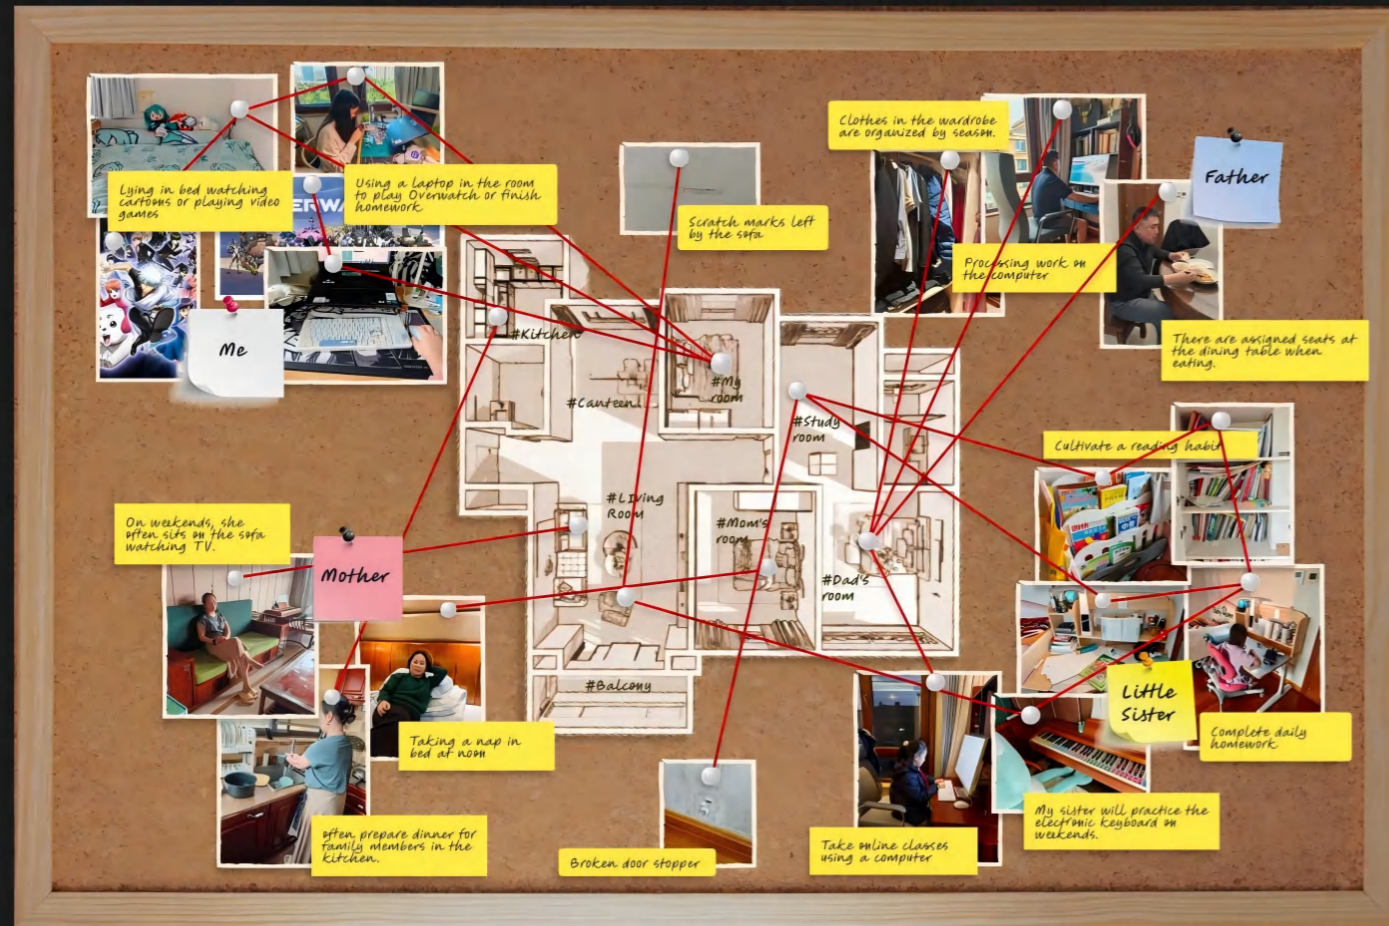 Lying in bed watching
cartoons or playing video
games
Using a laptop in the room
to play Overwatch or finish
homework
ERWA
Me
Scratch marks left
by the sofa
Clothes in the wardrobe
are organized by season.
Processing work on
the computer
Father
There are assigned seats at
the dining table when
eating.
#Kitchen
#Canteen
#My
room
#Study
room
#LIving
Room
#Mom's
room
#Dad's
room
#Balcony
Cultivate a reading habit
On weekends, she
often sits on the sofa
watching TV.
Mother
Taking a nap in
bed at noon
often prepare dinner for
family members in the
kitchen.
Broken door stopper
Take online classes
using a computer
Little
Sister
Complete daily
homework
My sister will practice the
electronic keyboard on
weekends.